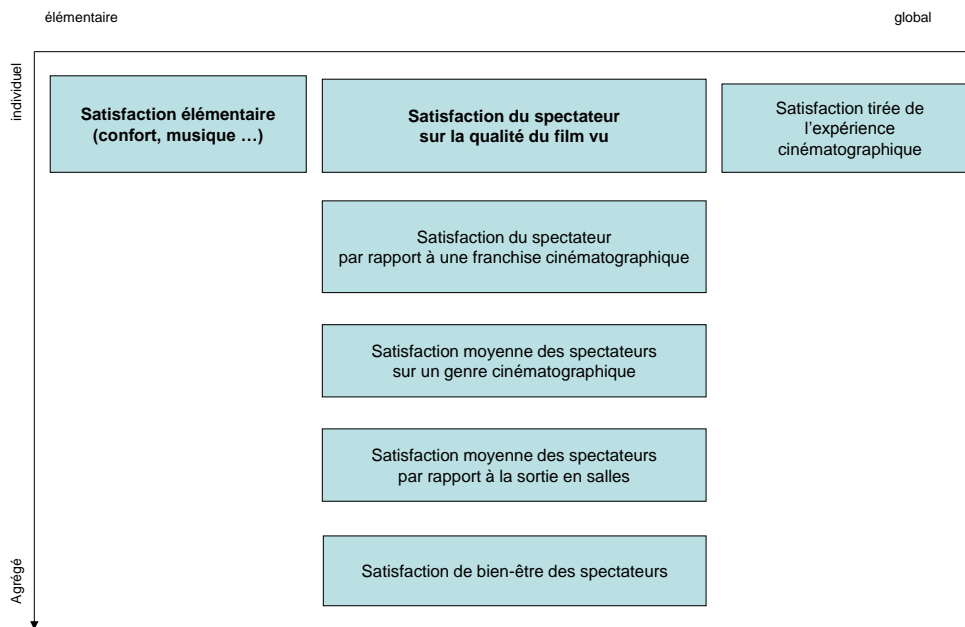 élémentaire
global
individuel
Satisfaction élémentaire
(confort, musique …)
Satisfaction du spectateur
sur la qualité du film vu
Satisfaction tirée de
l'expérience
cinématographique
Satisfaction du spectateur
par rapport à une franchise cinématographique
Satisfaction moyenne des spectateurs
sur un genre cinématographique
Satisfaction moyenne des spectateurs
par rapport à la sortie en salles
Satisfaction de bien-être des spectateurs
Agrégé